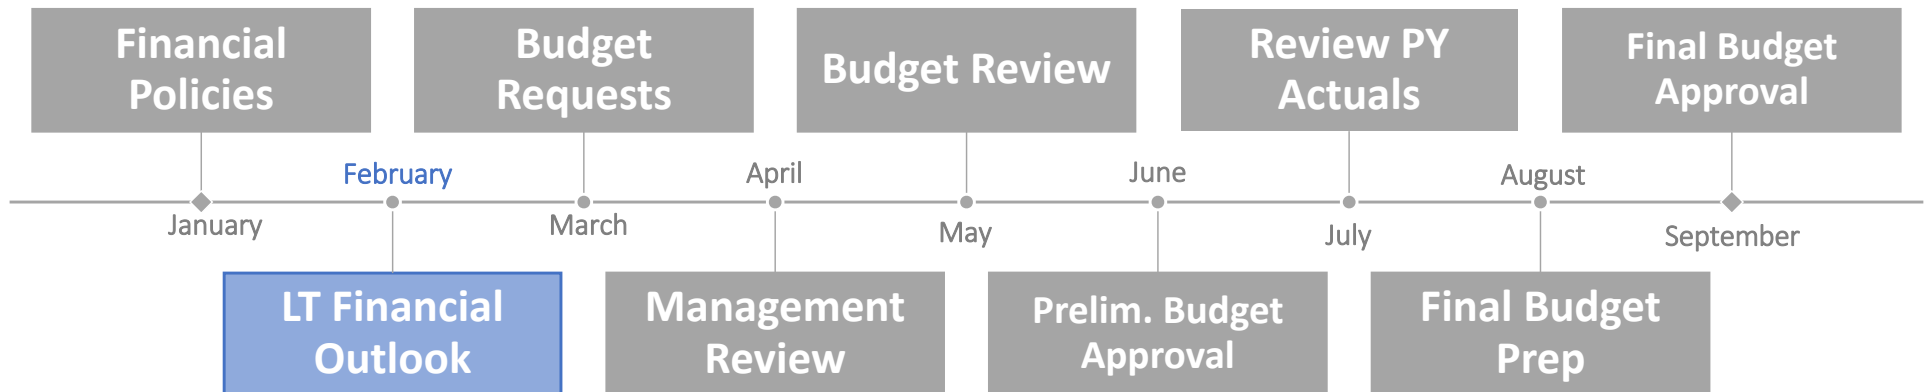 Financial
Policies
Budget
Requests
Budget Review
Review PY
Actuals
Final Budget
Approval
January
February
March
April
May
June
July
August
September
LT Financial
Outlook
Management
Review
Prelim. Budget
Approval
Final Budget
Prep